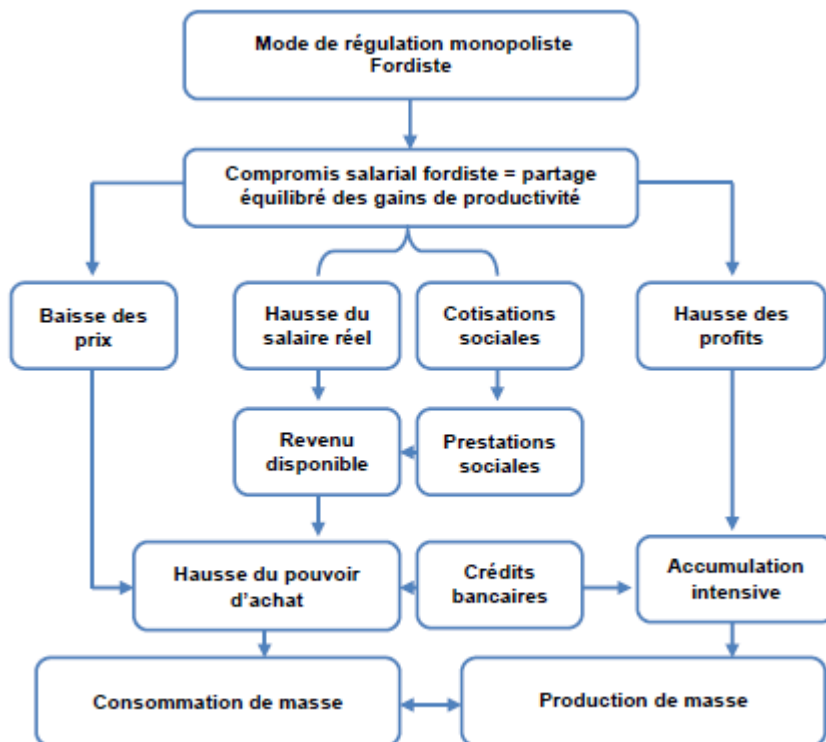 Mode de régulation monopoliste
Fordiste
Compromis salarial fordiste = partage
équilibré des gains de productivité
Baisse des
prix
Hausse du
salaire réel
Cotisations
sociales
Hausse des
profits
Revenu
disponible
Prestations
sociales
Hausse du pouvoir
d'achat
Crédits
bancaires
Accumulation
intensive
Consommation de masse
Production de masse